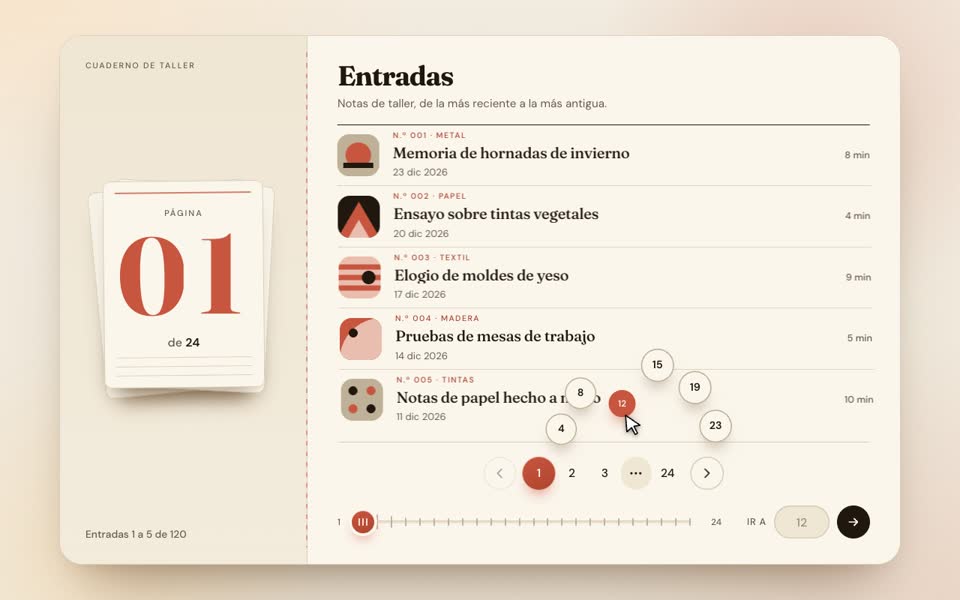 CUADERNO DE TALLER
PÁGINA
01
de 24
Entradas 1 a 5 de 120
Entradas
Notas de taller, de la más reciente a la más antigua.
N.º 001 · METAL
Memoria de hornadas de invierno
23 dic 2026
8 min
N.º 002 · PAPEL
Ensayo sobre tintas vegetales
20 dic 2026
4 min
N.º 003 · TEXTIL
Elogio de moldes de yeso
17 dic 2026
9 min
N.º 004 · MADERA
Pruebas de mesas de trabajo
14 dic 2026
5 min
N.º 005 · TINTAS
Notas de papel hecho a
11 dic 2026
10 min
4
8
12
15
19
23
1 2 3 ••• 24
1
24
IR A
12